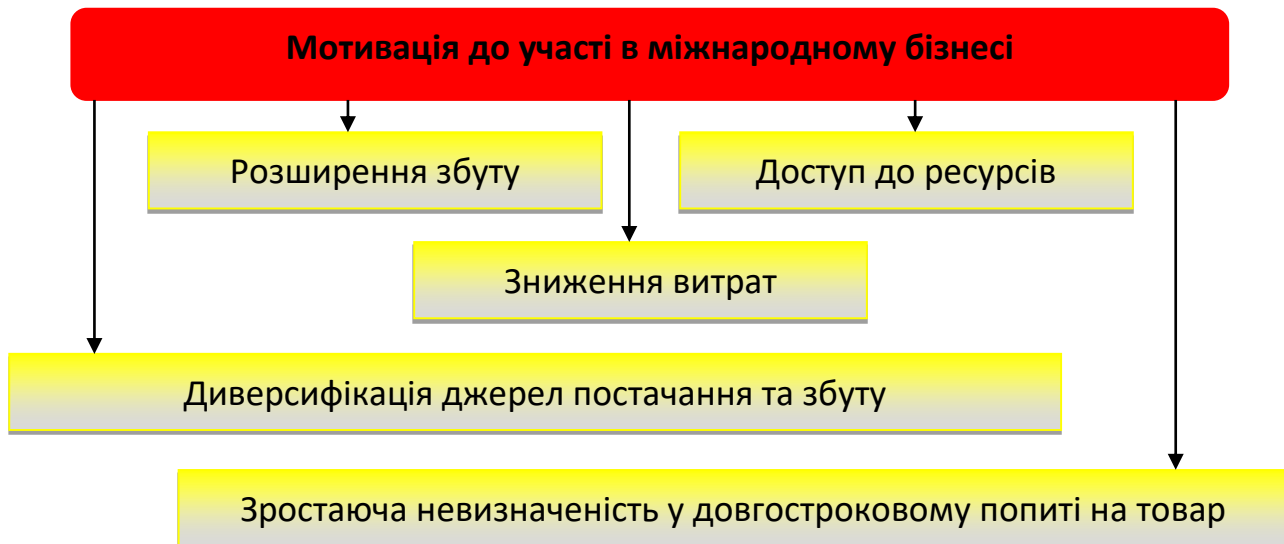 Мотивація до участі в міжнародному бізнесі
Розширення збуту
Доступ до ресурсів
Зниження витрат
Диверсифікація джерел постачання та збуту
Зростаюча невизначеність у довгостроковому попиті на товар